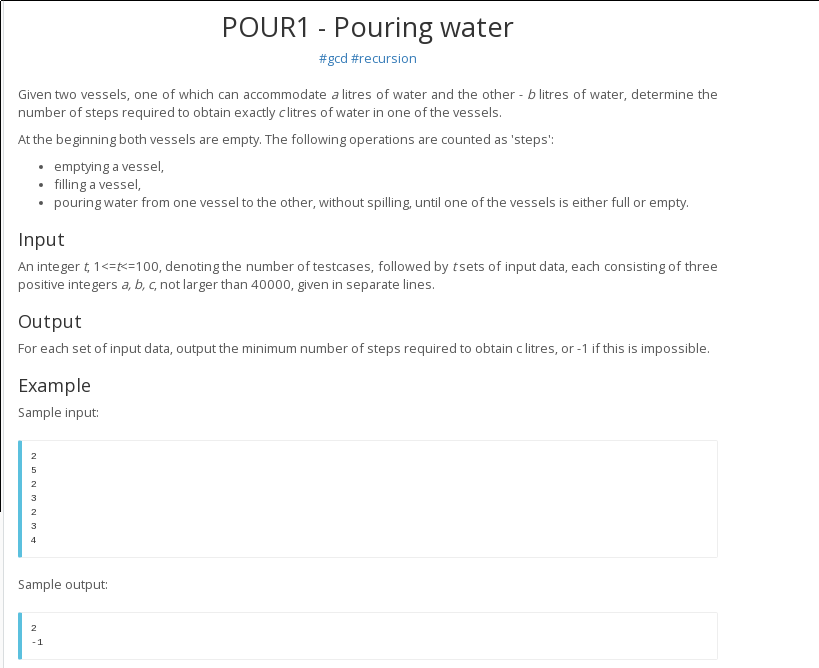 POUR1 - Pouring water
#gcd #recursion
Given two vessels, one of which can accommodate a litres of water and the other - b litres of water, determine the
number of steps required to obtain exactly c litres of water in one of the vessels.
At the beginning both vessels are empty. The following operations are counted as 'steps':
• emptying a vessel,
• filling a vessel,
• pouring water from one vessel to the other, without spilling, until one of the vessels is either full or empty.
Input
An integer t, 1<=t<=100, denoting the number of testcases, followed by t sets of input data, each consisting of three
positive integers a, b, c, not larger than 40000, given in separate lines.
Output
For each set of input data, output the minimum number of steps required to obtain c litres, or -1 if this is impossible.
Example
Sample input:
2
5
2
3
2
3
4
Sample output:
2
-1